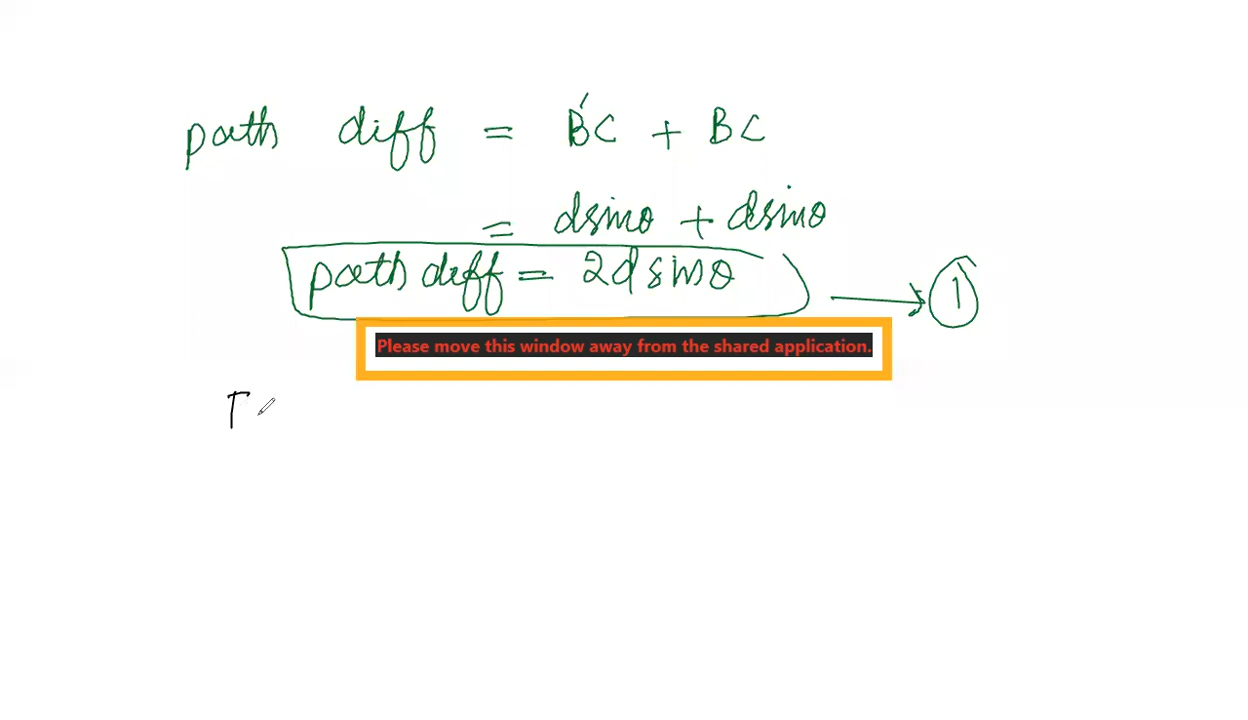 path diff = B'C + BC
= dsinθ + dsinθ
path diff = 2dsinθ → 1
Please move this window away from the shared application.
T